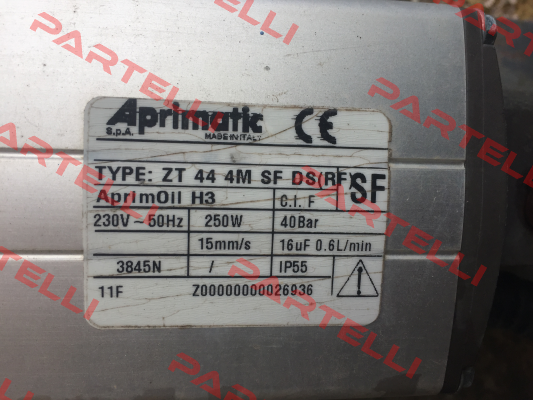 Aprimatic CE
S.p.A. MADE IN ITALY
TYPE: ZT 44 4M SF DS(RF) SF
AprimOil H3 C.I. F
230V~50Hz 250W 40Bar
15mm/s 16uF 0.6L/min
3845N / IP55
11F Z00000000026936
PARTELLI
PARTELLI
PARTELLI
PARTELLI
PARTELLI